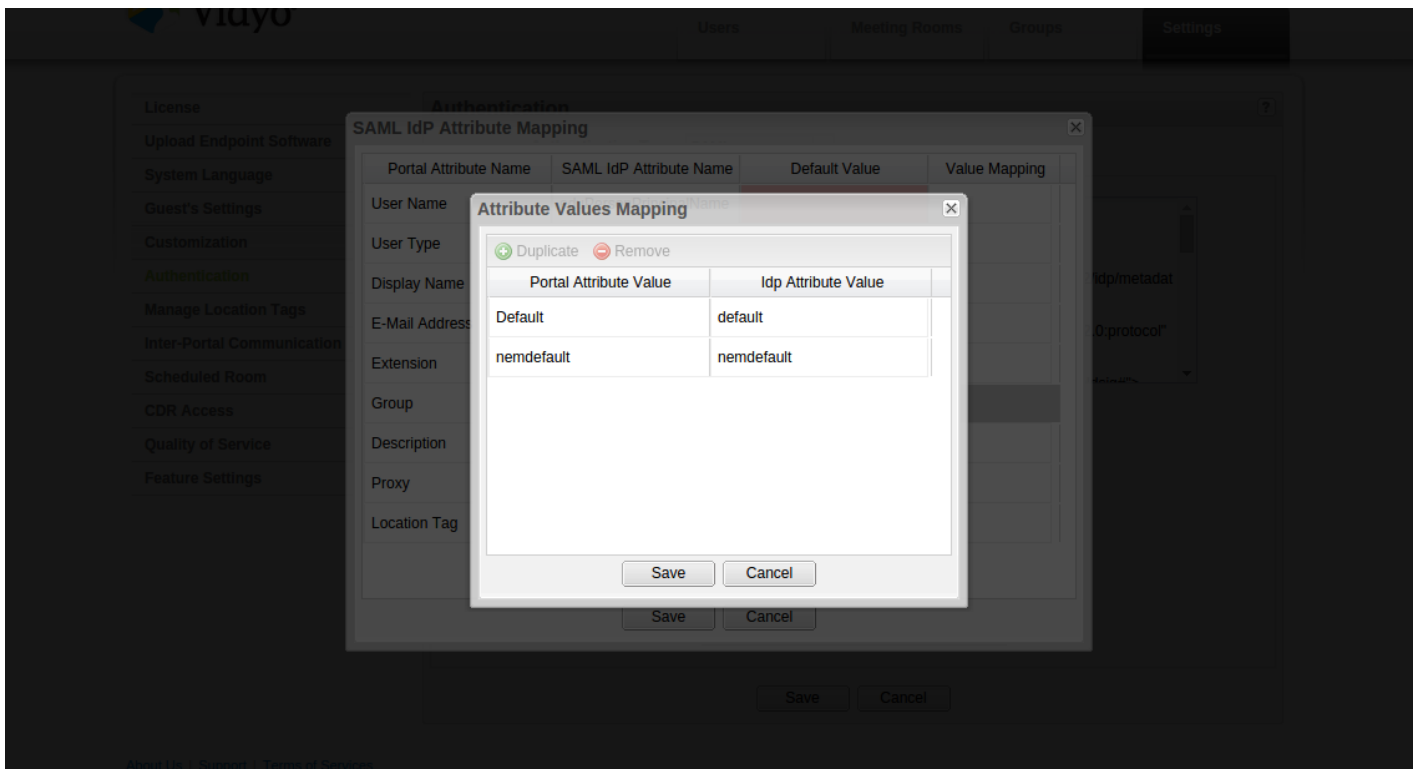 Vidyo
Users Meeting Rooms Groups Settings
License
Authentication
?
SAML IdP Attribute Mapping
Upload Endpoint Software
Portal Attribute Name SAML IdP Attribute Name Default Value Value Mapping
System Language
User Name
Guest's Settings
Attribute Values Mapping
Customization
User Type
Duplicate Remove
Authentication
Display Name
Portal Attribute Value Idp Attribute Value
/idp/metadat
Manage Location Tags
Default default
E-Mail Address
.0:protocol"
Inter-Portal Communication
nemdefault nemdefault
Extension
Scheduled Room
Group
CDR Access
Quality of Service
Description
Feature Settings
Proxy
Location Tag
Save Cancel
Save Cancel
Save Cancel
About Us | Support | Terms of Services